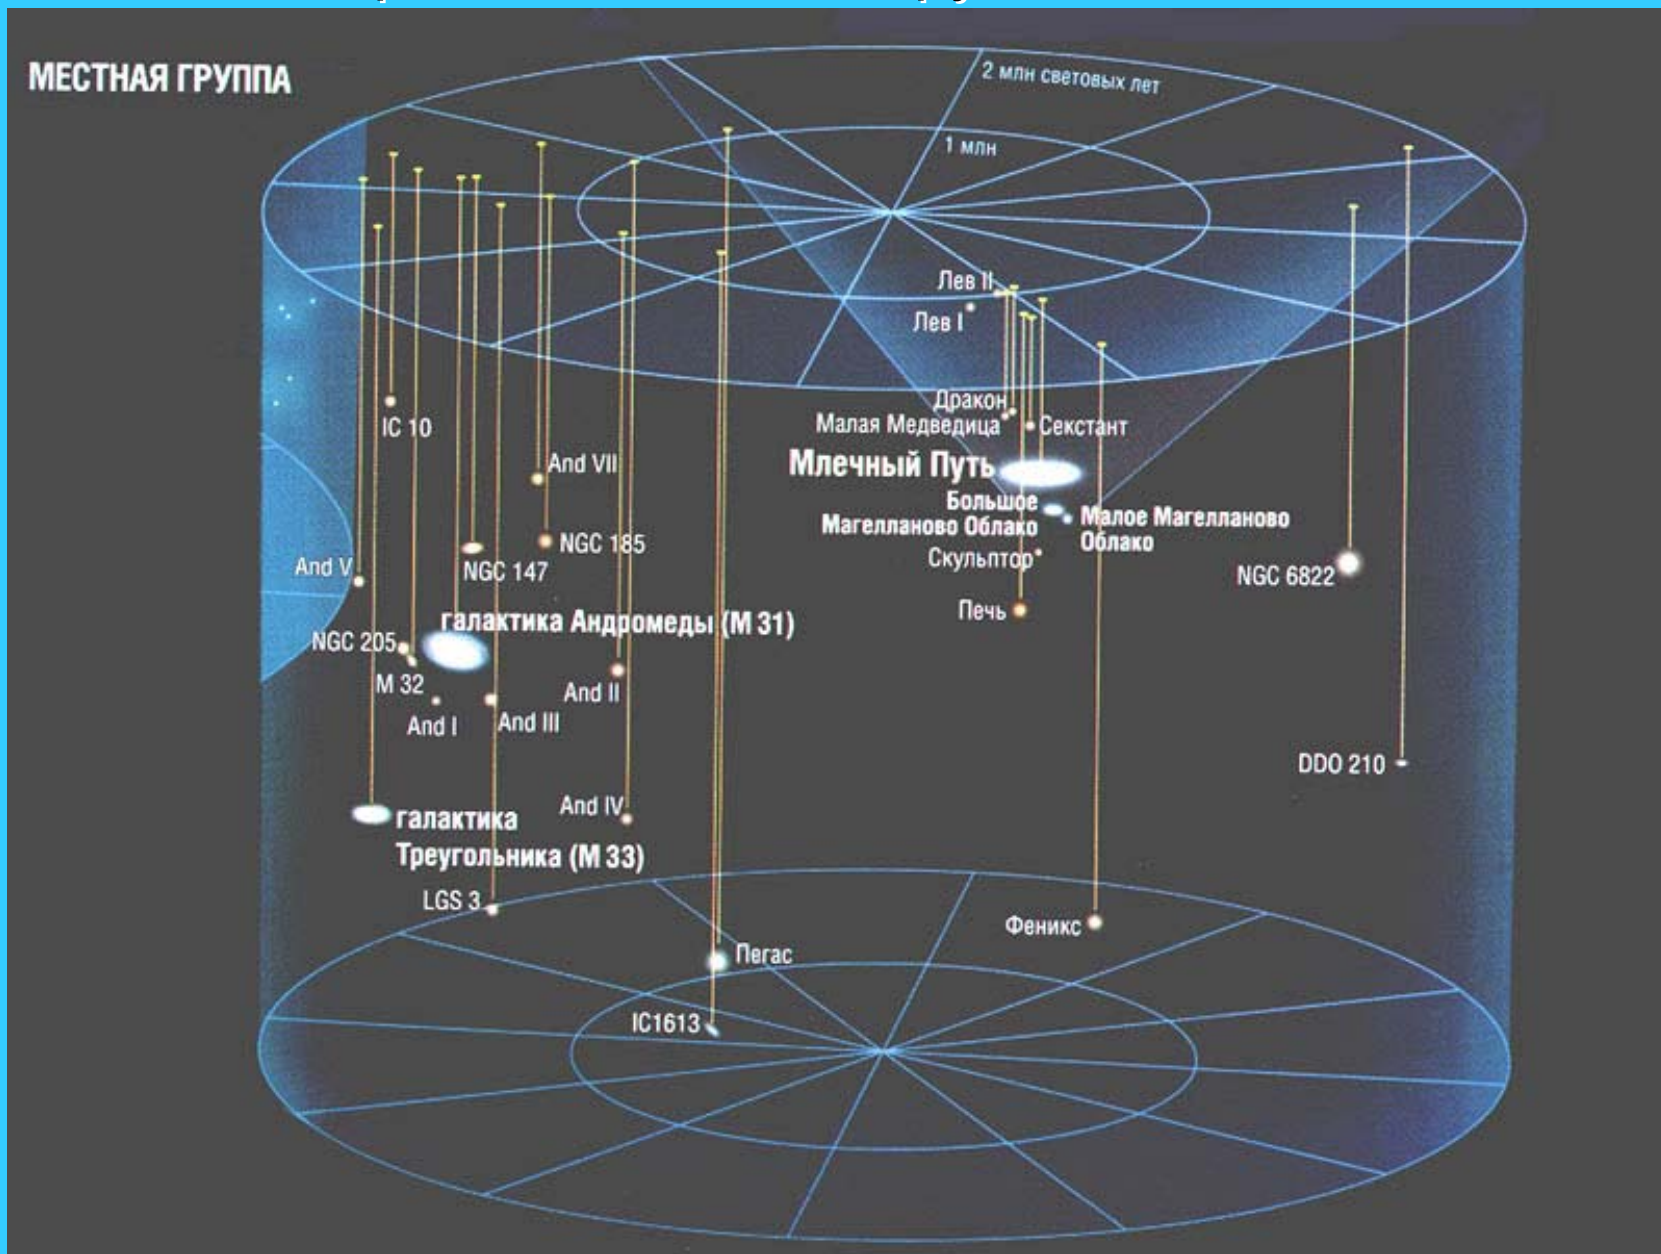 МЕСТНАЯ ГРУППА
2 млн световых лет
1 млн
Лев II
Лев I
IC 10
Дракон
Малая Медведица
Секстант
And VII
Млечный Путь
Большое
Магелланово Облако
Малое Магелланово
Облако
NGC 185
Скульптор
NGC 147
And V
NGC 6822
Печь
галактика Андромеды (М 31)
NGC 205
М 32
And II
And I
And III
DDO 210
And IV
галактика
Треугольника (М 33)
LGS 3
Феникс
Пегас
IC1613